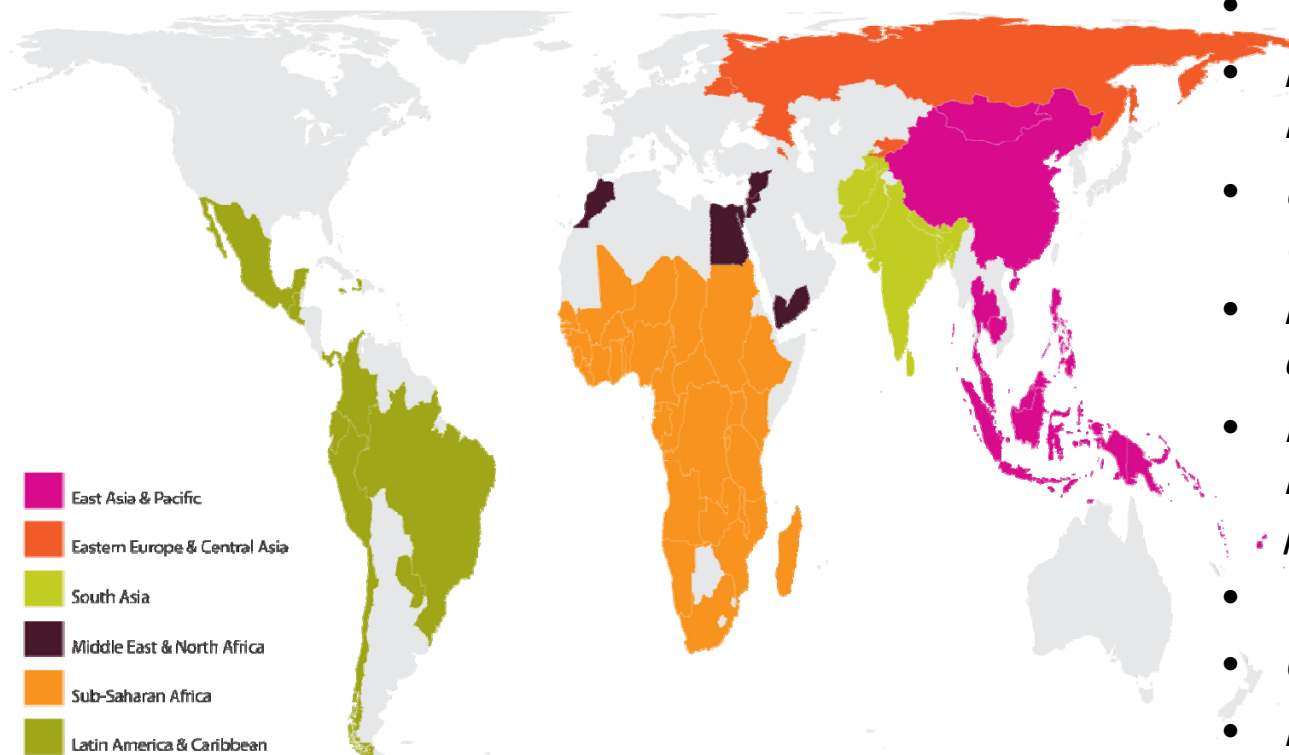 East Asia & Pacific
Eastern Europe & Central Asia
South Asia
Middle East & North Africa
Sub-Saharan Africa
Latin America & Caribbean